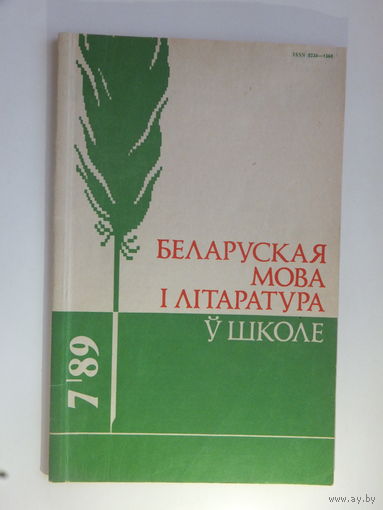 ISSN 0234—1360
БЕЛАРУСКАЯ
МОВА
І ЛІТАРАТУРА
Ў ШКОЛЕ
7'89
www.ay.by